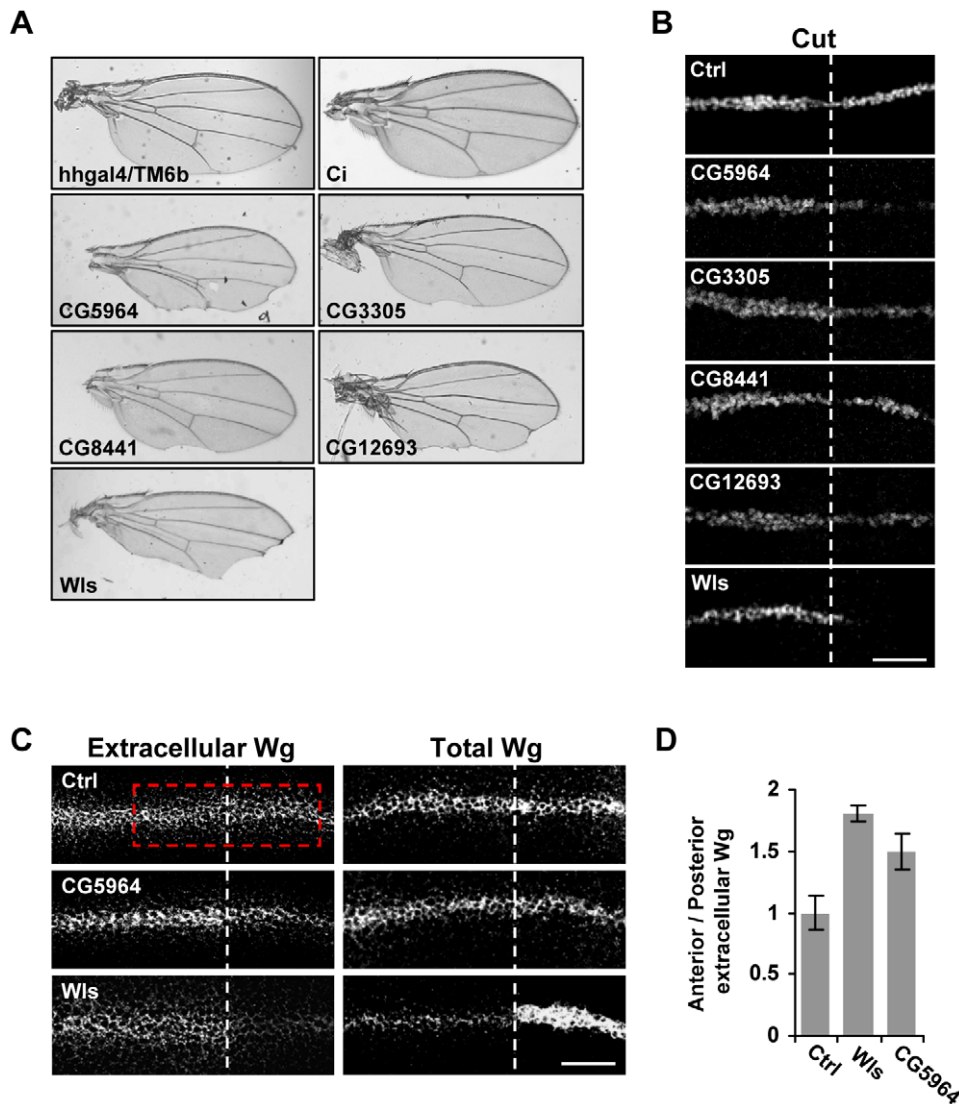 A
hhgal4/TM6b
Ci
CG5964
CG3305
CG8441
CG12693
Wls
B
Cut
Ctrl
CG5964
CG3305
CG8441
CG12693
Wls
C
Extracellular Wg
Total Wg
Ctrl
CG5964
Wls
D
Anterior / Posterior
extracellular Wg
2
1.5
1
0.5
0
Ctrl
Wls
CG5964